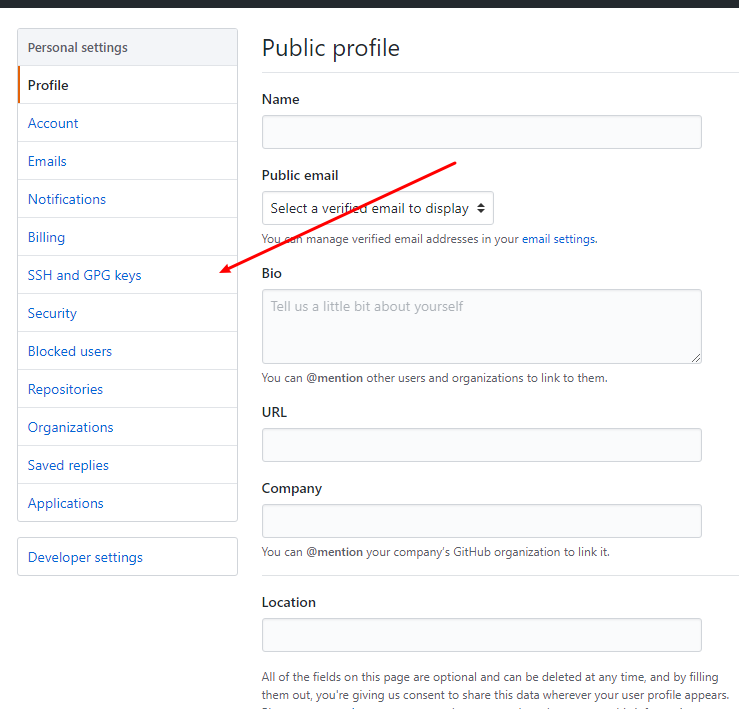 Personal settings
Profile
Account
Emails
Notifications
Billing
SSH and GPG keys
Security
Blocked users
Repositories
Organizations
Saved replies
Applications
Developer settings
Public profile
Name
Public email
Select a verified email to display
You can manage verified email addresses in your email settings.
Bio
Tell us a little bit about yourself
You can @mention other users and organizations to link to them.
URL
Company
You can @mention your company's GitHub organization to link it.
Location
All of the fields on this page are optional and can be deleted at any time, and by filling
them out, you're giving us consent to share this data wherever your user profile appears.